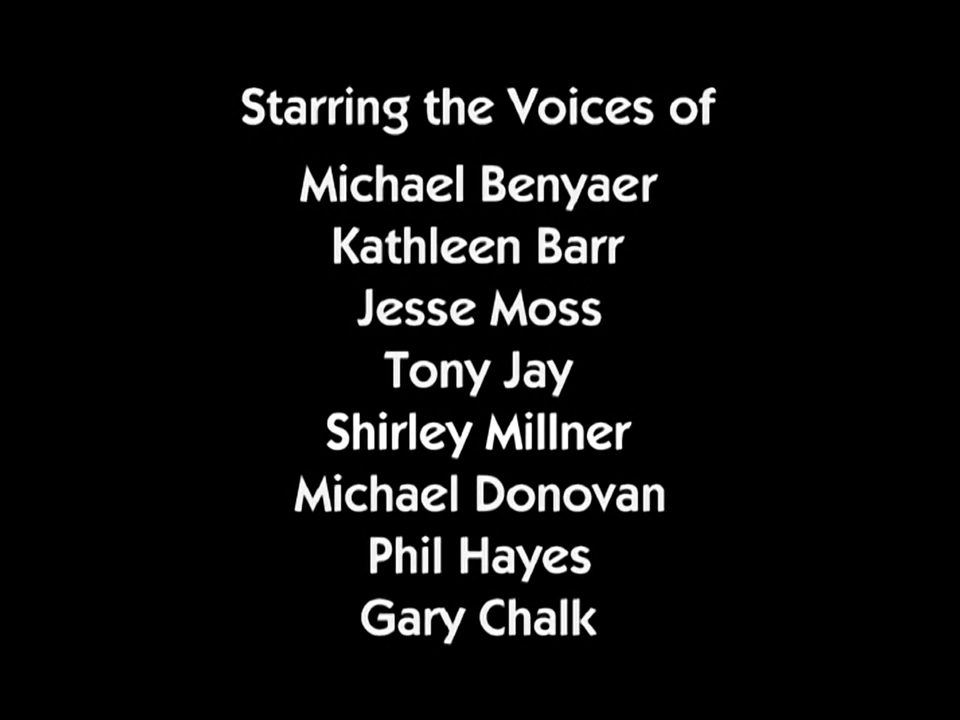 Starring the Voices of
Michael Benyaer
Kathleen Barr
Jesse Moss
Tony Jay
Shirley Millner
Michael Donovan
Phil Hayes
Gary Chalk